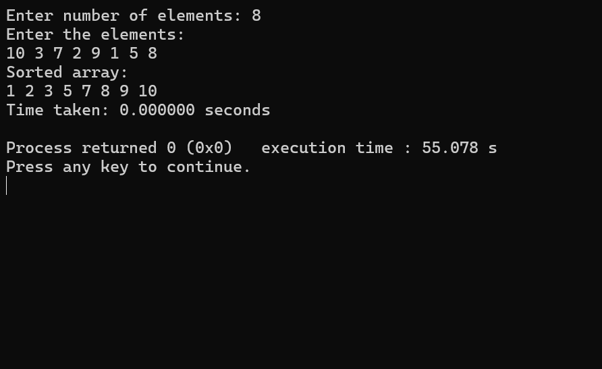 Enter number of elements: 8
Enter the elements:
10 3 7 2 9 1 5 8
Sorted array:
1 2 3 5 7 8 9 10
Time taken: 0.000000 seconds
Process returned 0 (0x0)   execution time : 55.078 s
Press any key to continue.